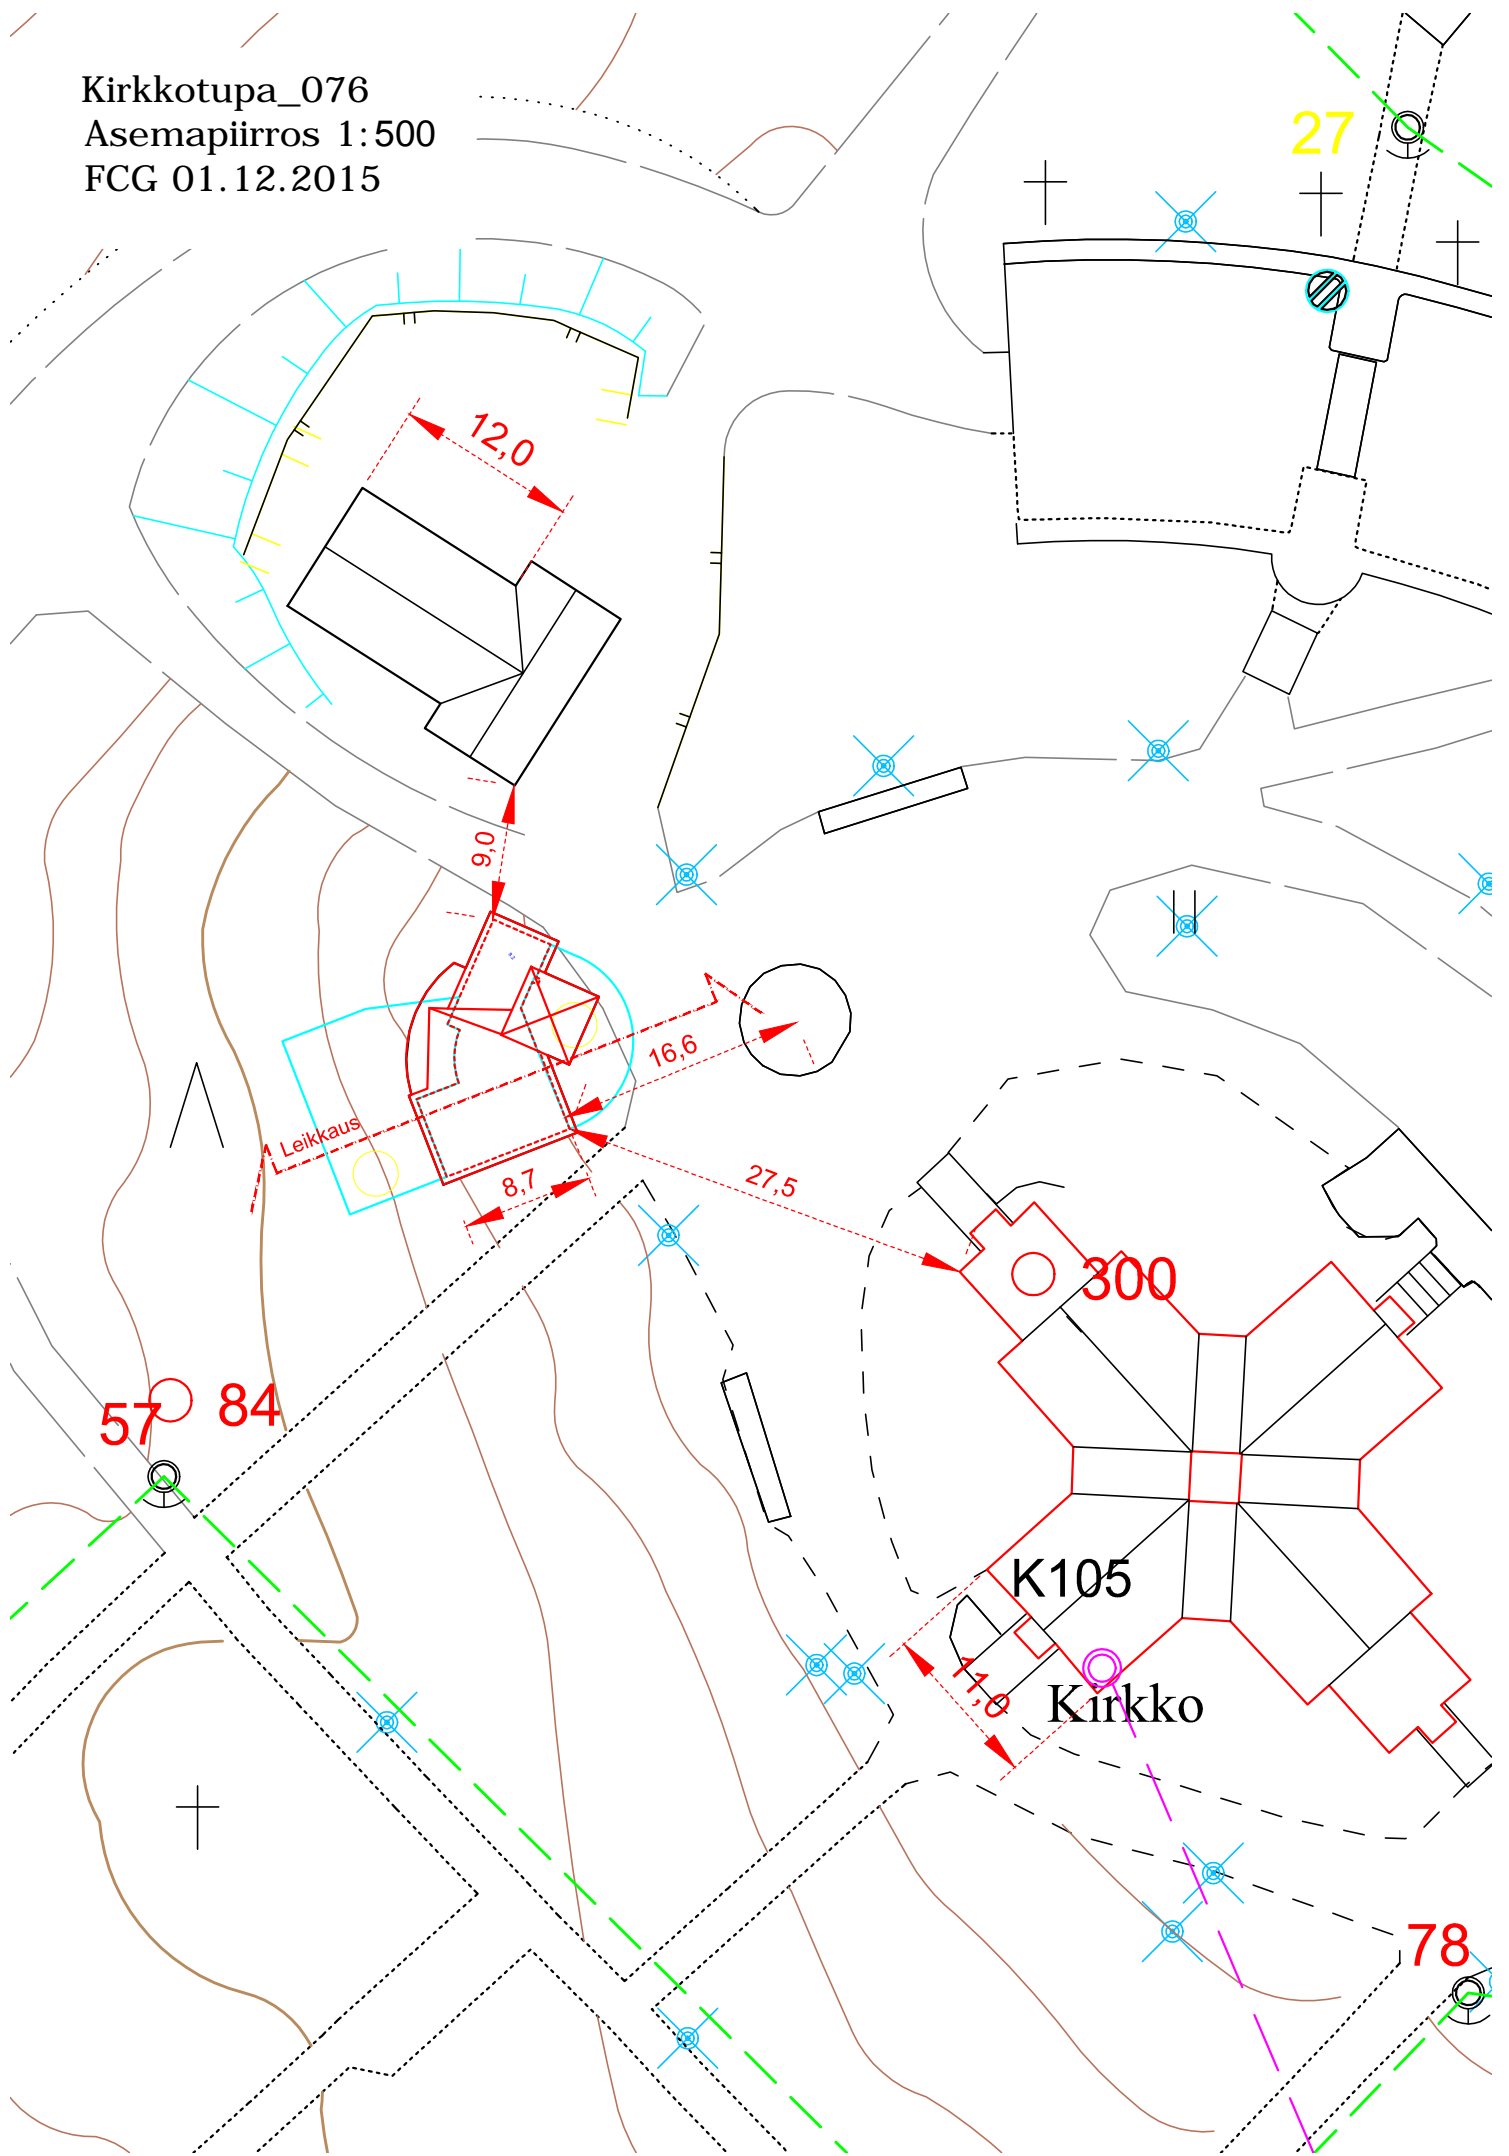 Kirkkotupa_076
Asemapiirros 1:500
FCG 01.12.2015
27
12,0
9,0
16,6
Leikkaus
8,7
27,5
300
57
84
K105
11,0
Kirkko
78